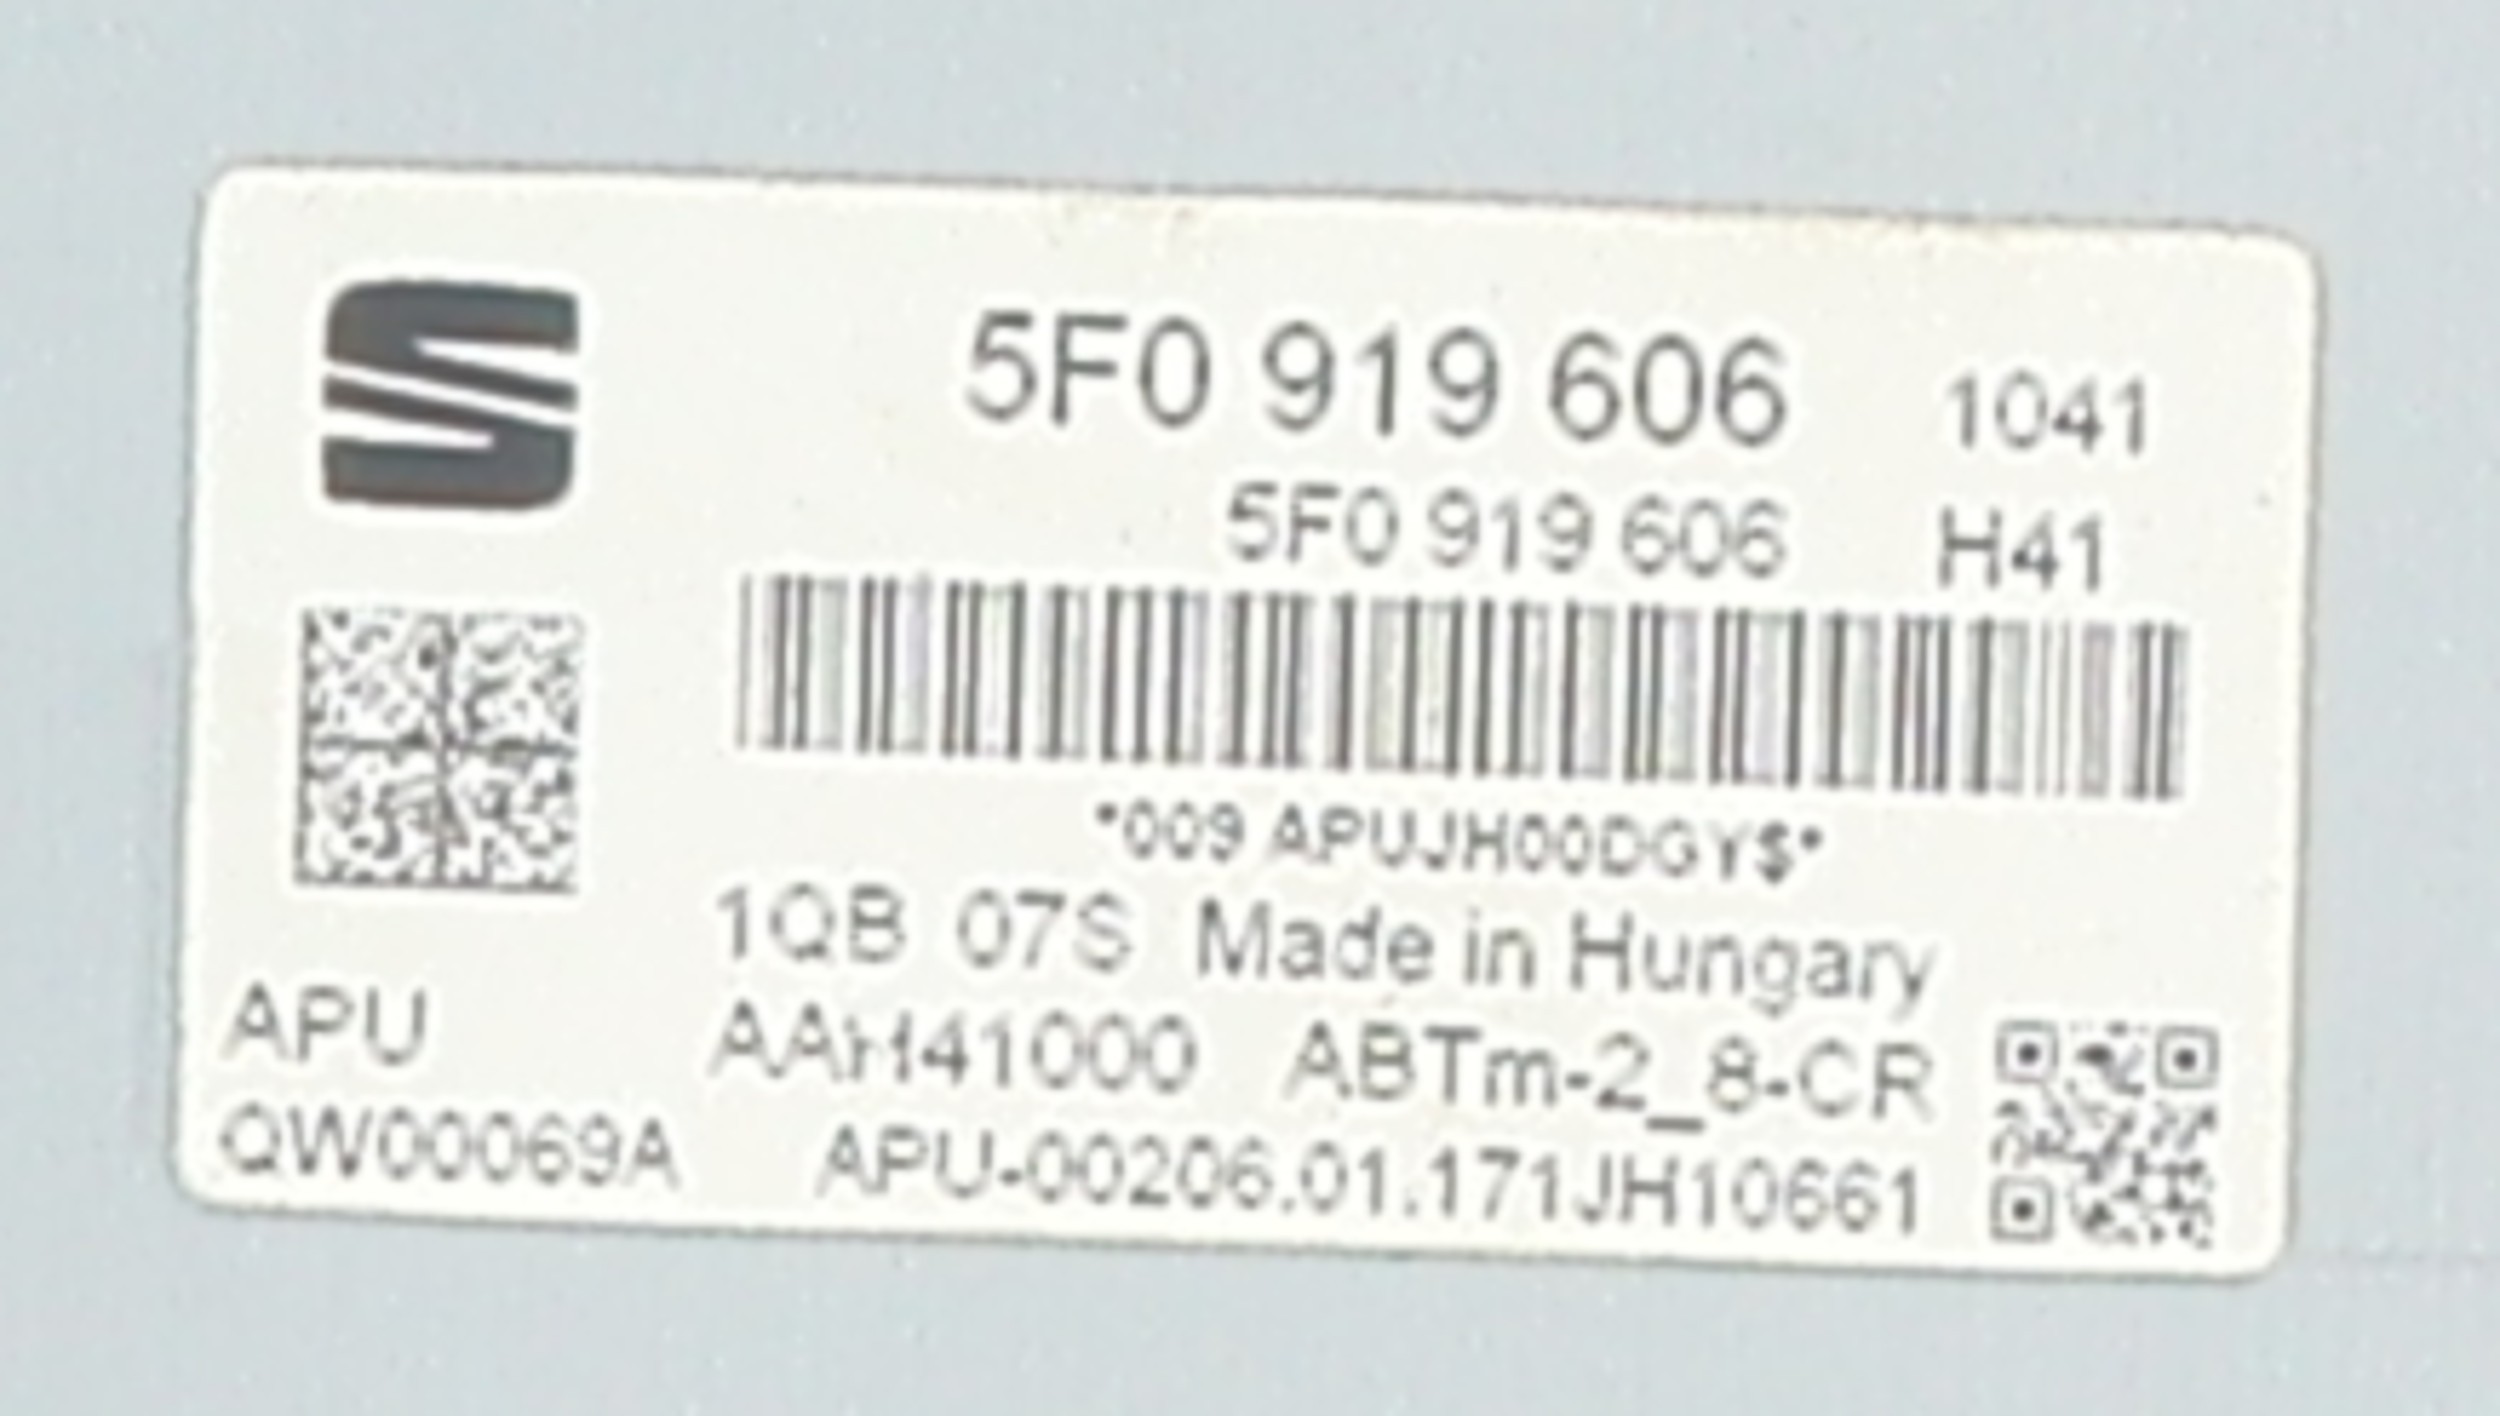 5F0 919 606 1041
5F0 919 606 H41
*009 APUJH00DGY$*
1QB 07S Made in Hungary
APU AAH41000 ABTm-2_8-CR
QW00069A APU-00206.01.171JH10661